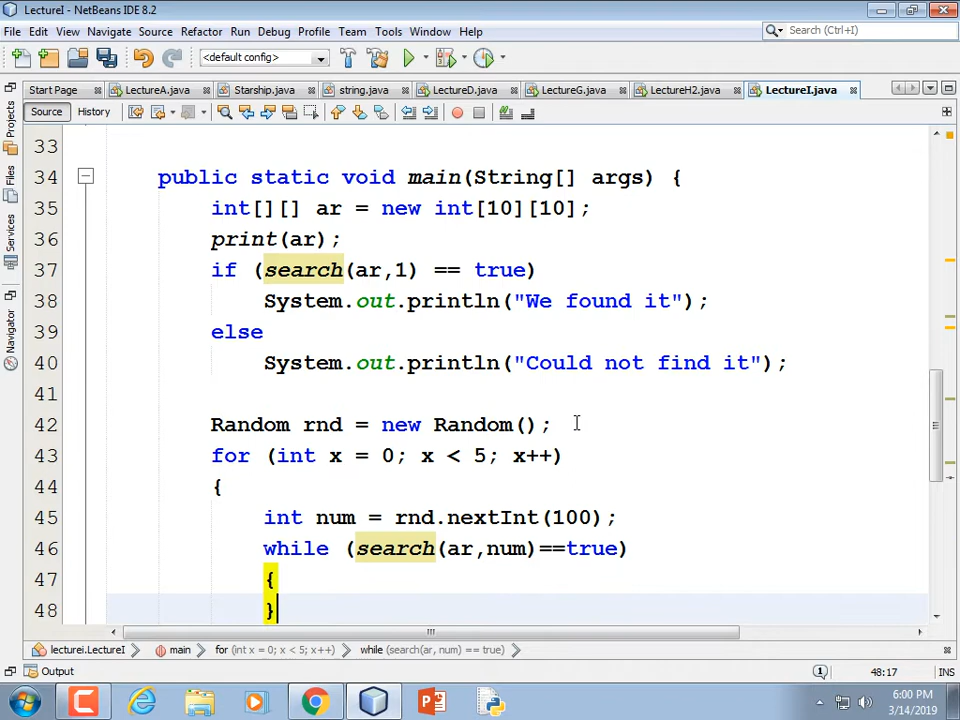 LectureI - NetBeans IDE 8.2
File Edit View Navigate Source Refactor Run Debug Profile Team Tools Window Help
Search (Ctrl+I)
<default config>
Start Page LectureA.java Starship.java string.java LectureD.java LectureG.java LectureH2.java LectureI.java
Source History
Projects
Files
Services
Navigator
33
34 public static void main(String[] args) {
35 int[][] ar = new int[10][10];
36 print(ar);
37 if (search(ar,1) == true)
38 System.out.println("We found it");
39 else
40 System.out.println("Could not find it");
41
42 Random rnd = new Random();
43 for (int x = 0; x < 5; x++)
44 {
45 int num = rnd.nextInt(100);
46 while (search(ar,num)==true)
47 {
48 }
lecturei.LectureI main for (int x = 0; x < 5; x++) while (search(ar, num) == true)
Output 1 48:17 INS
6:00 PM
3/14/2019